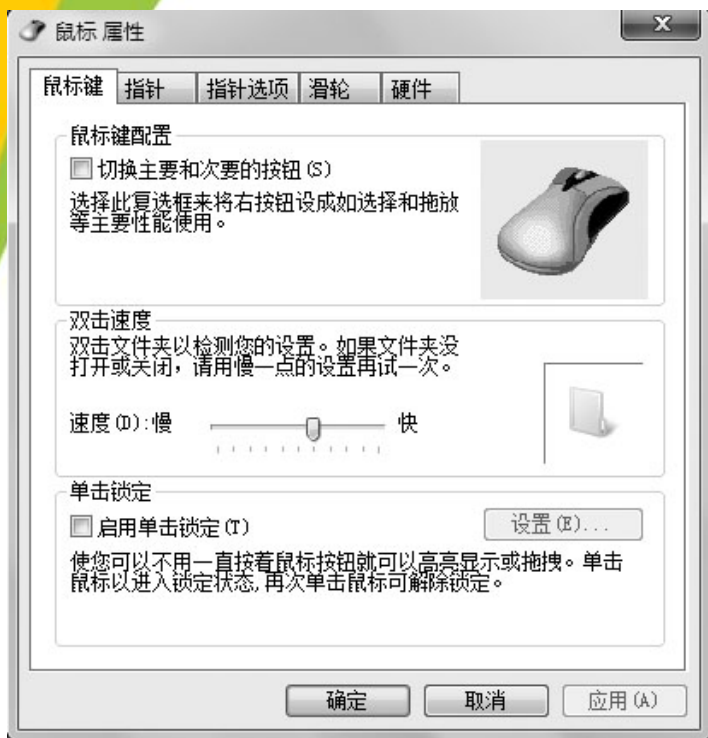 鼠标 属性
鼠标键 指针 指针选项 滑轮 硬件
鼠标键配置
切换主要和次要的按钮(S)
选择此复选框来将右按钮设成如选择和拖放
等主要性能使用。
双击速度
双击文件夹以检测您的设置。如果文件夹没
打开或关闭，请用慢一点的设置再试一次。
速度(D):慢 快
单击锁定
启用单击锁定(T) 设置(E)...
使您可以不用一直按着鼠标按钮就可以高亮显示或拖拽。单击
鼠标以进入锁定状态,再次单击鼠标可解除锁定。
确定 取消 应用(A)